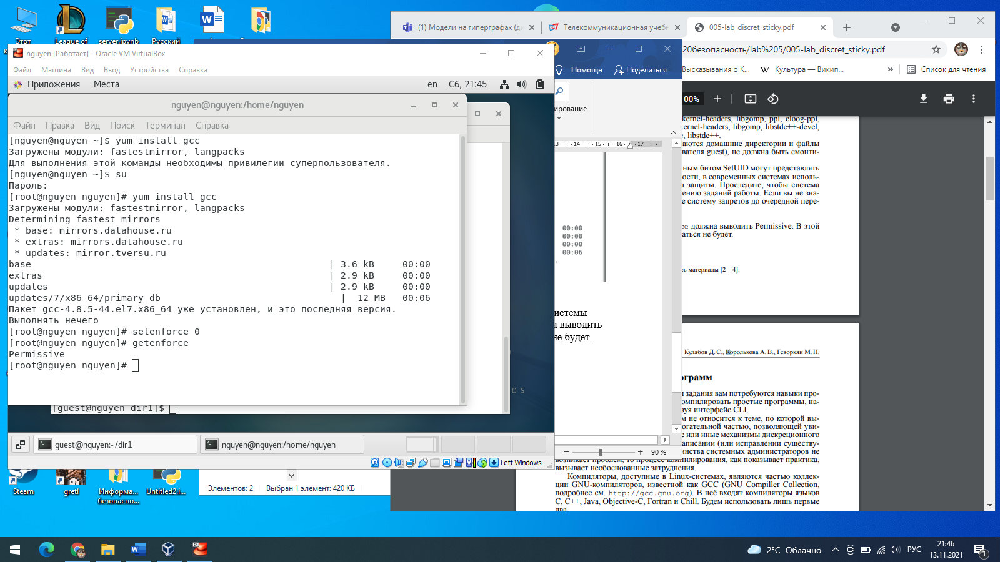 Этот
League of
server.ipynb
Русский
(1) Модели на гиперграфах (ди
Телекоммуникационная учебн
005-lab_discret_sticky.pdf
20безопасность/lab%205/005-lab_discret_sticky.pdf
Высказывания о К...
Культура — Викип...
»
Список для чтения
00%
nguyen [Работает] - Oracle VM VirtualBox
Файл Машина Вид Ввод Устройства Справка
Приложения Места
en Сб, 21:45
nguyen@nguyen:/home/nguyen
Файл Правка Вид Поиск Терминал Справка
[nguyen@nguyen ~]$ yum install gcc
Загружены модули: fastestmirror, langpacks
Для выполнения этой команды необходимы привилегии суперпользователя.
[nguyen@nguyen ~]$ su
Пароль:
[root@nguyen nguyen]# yum install gcc
Загружены модули: fastestmirror, langpacks
Determining fastest mirrors
* base: mirrors.datahouse.ru
* extras: mirrors.datahouse.ru
* updates: mirror.tversu.ru
base | 3.6 kB 00:00
extras | 2.9 kB 00:00
updates | 2.9 kB 00:00
updates/7/x86_64/primary_db | 12 MB 00:06
Пакет gcc-4.8.5-44.el7.x86_64 уже установлен, и это последняя версия.
Выполнять нечего
[root@nguyen nguyen]# setenforce 0
[root@nguyen nguyen]# getenforce
Permissive
[root@nguyen nguyen]#
[guest@nguyen dir1]$
OS
guest@nguyen:~/dir1
nguyen@nguyen:/home/nguyen
Left Windows
Помощн
Поделиться
ирование
13 · 14 · 15 · 16 · 17
00:00
00:00
00:00
00:06
истемы
а выводить
не будет.
90 %
kernel-headers, libgomp, ppl, cloog-ppl,
kernel-headers, libgomp, libstdc++-devel,
, libstdc++.
аются домашние директории и файлы
вателя guest), не должна быть смонти-
ным битом SetUID могут представлять
ости, в современных системах исполь-
ы защиты. Проследите, чтобы система
ению заданий работы. Если вы не зна-
е систему запретов до очередной пере-
ce должна выводить Permissive. В этой
аться не будет.
ь материалы [2—4].
Кулябов Д. С., Королькова А. В., Геворкян М. Н.
ограмм
и задания вам потребуются навыки про-
омпилировать простые программы, на-
вуя интерфейс CLI.
м не относится к теме, по которой вы-
огательной частью, позволяющей уви-
е или иные механизмы дискреционного
аписании (или исправлении существу-
инства системных администраторов не
возникает проблем, то процесс компилирования, как показывает практика,
вызывает необоснованные затруднения.
Компиляторы, доступные в Linux-системах, являются частью коллек-
ции GNU-компиляторов, известной как GCC (GNU Compiller Collection,
подробнее см. http://gcc.gnu.org). В неё входят компиляторы языков
C, C++, Java, Objective-C, Fortran и Chill. Будем использовать лишь первые
два.
Steam
gretl
Информа...
безопасно...
Untitled2.i...
Элементов: 2 Выбран 1 элемент: 420 КБ
2°C Облачно
РУС
21:46
13.11.2021
1